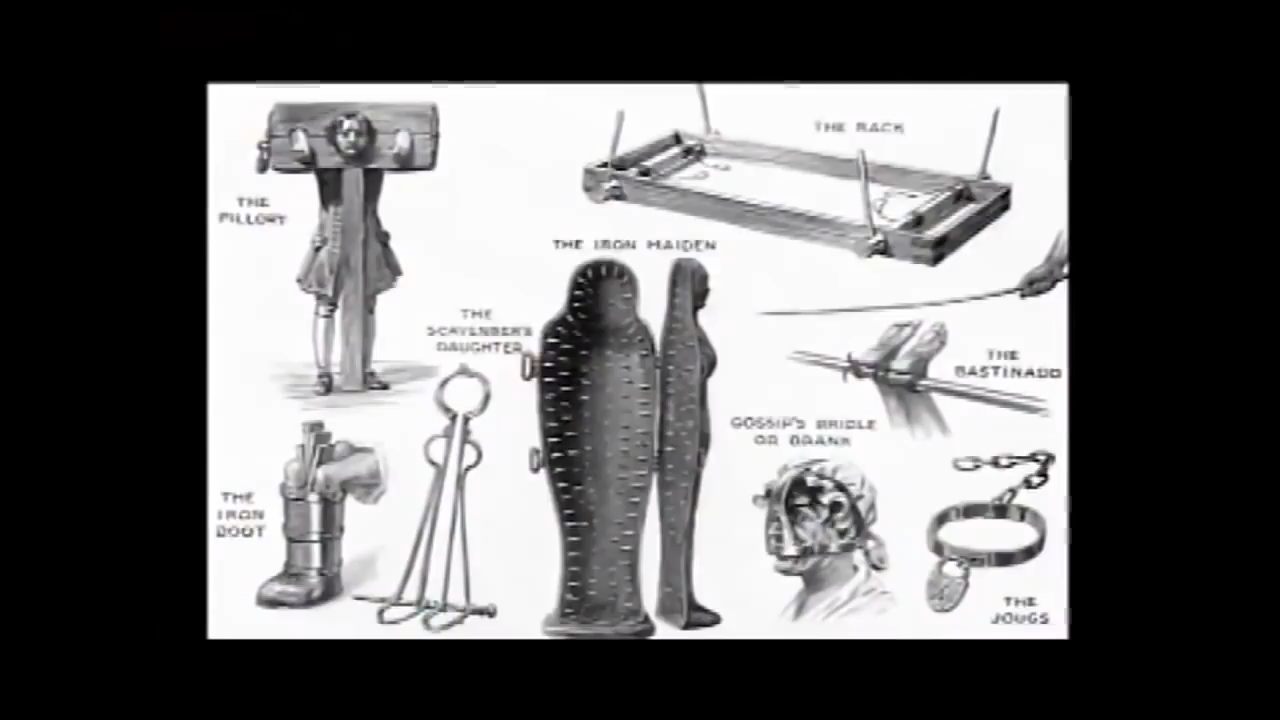 THE
PILLORY
THE RACK
THE IRON MAIDEN
THE
SCAVENGER'S
DAUGHTER
THE
BASTINADO
GOSSIP'S BRIDLE
OR BRANK
THE
IRON
BOOT
THE
JOUGS